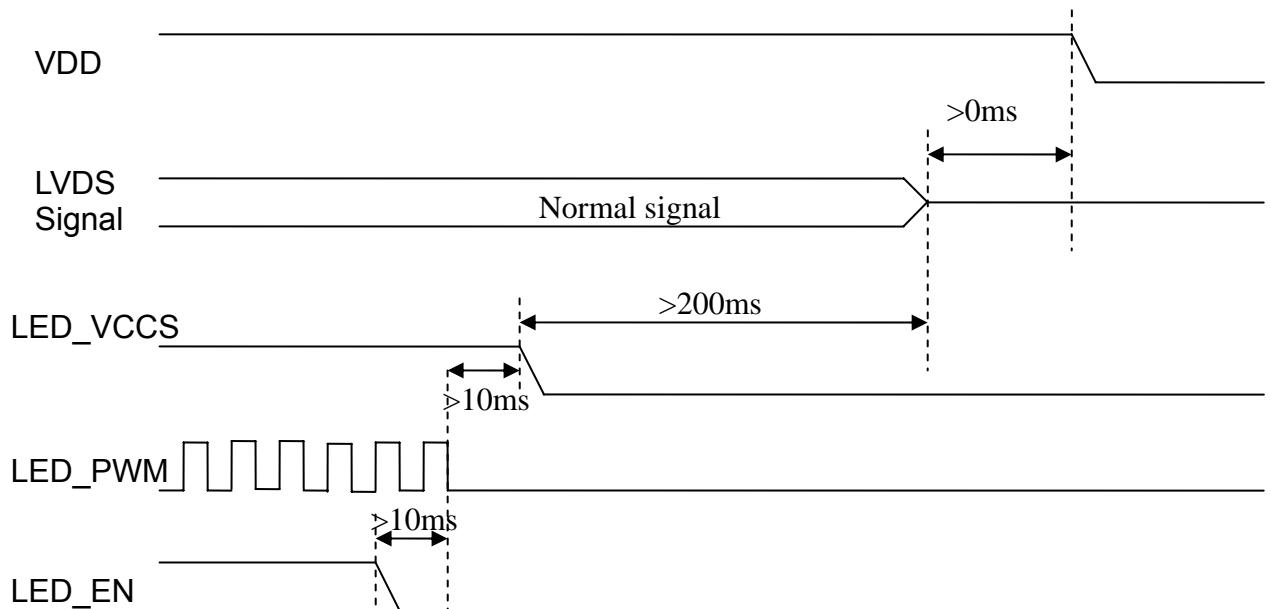 VDD
>0ms
LVDS
Signal
Normal signal
>200ms
LED_VCCS
>10ms
LED_PWM
>10ms
LED_EN